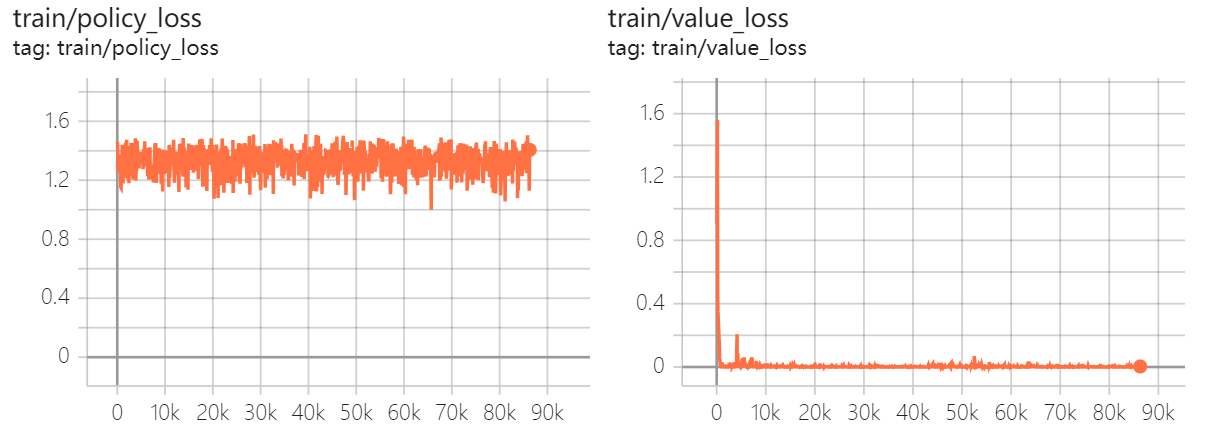 train/policy_loss
tag: train/policy_loss
1.6
1.2
0.8
0.4
0
0 10k 20k 30k 40k 50k 60k 70k 80k 90k
train/value_loss
tag: train/value_loss
1.6
1.2
0.8
0.4
0
0 10k 20k 30k 40k 50k 60k 70k 80k 90k